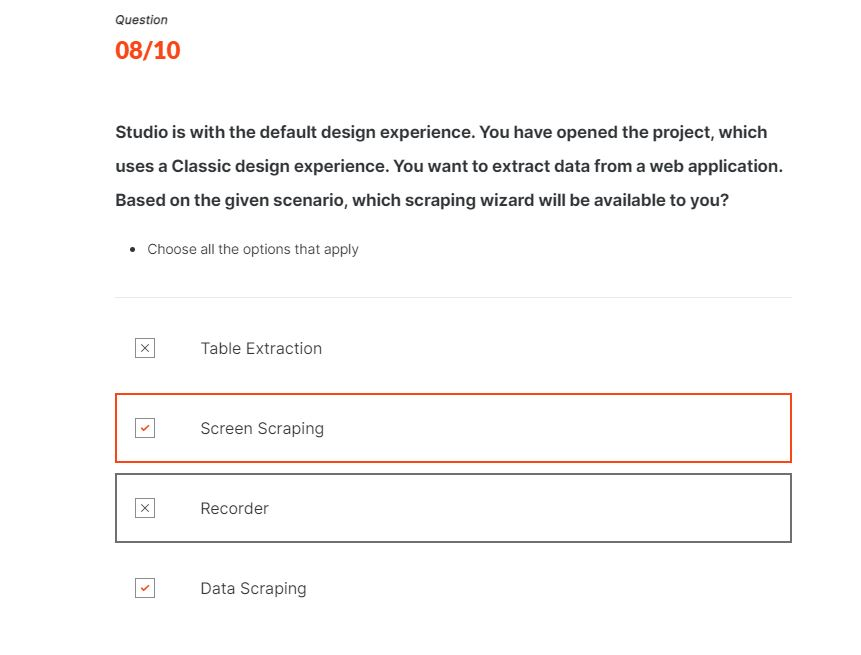 Question
08/10
Studio is with the default design experience. You have opened the project, which
uses a Classic design experience. You want to extract data from a web application.
Based on the given scenario, which scraping wizard will be available to you?
• Choose all the options that apply
Table Extraction
Screen Scraping
Recorder
Data Scraping